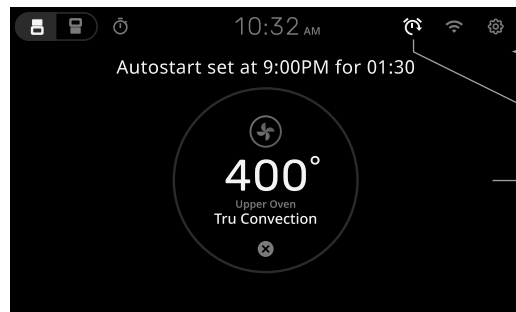 10:32 AM
Autostart set at 9:00PM for 01:30
400°
Upper Oven
Tru Convection